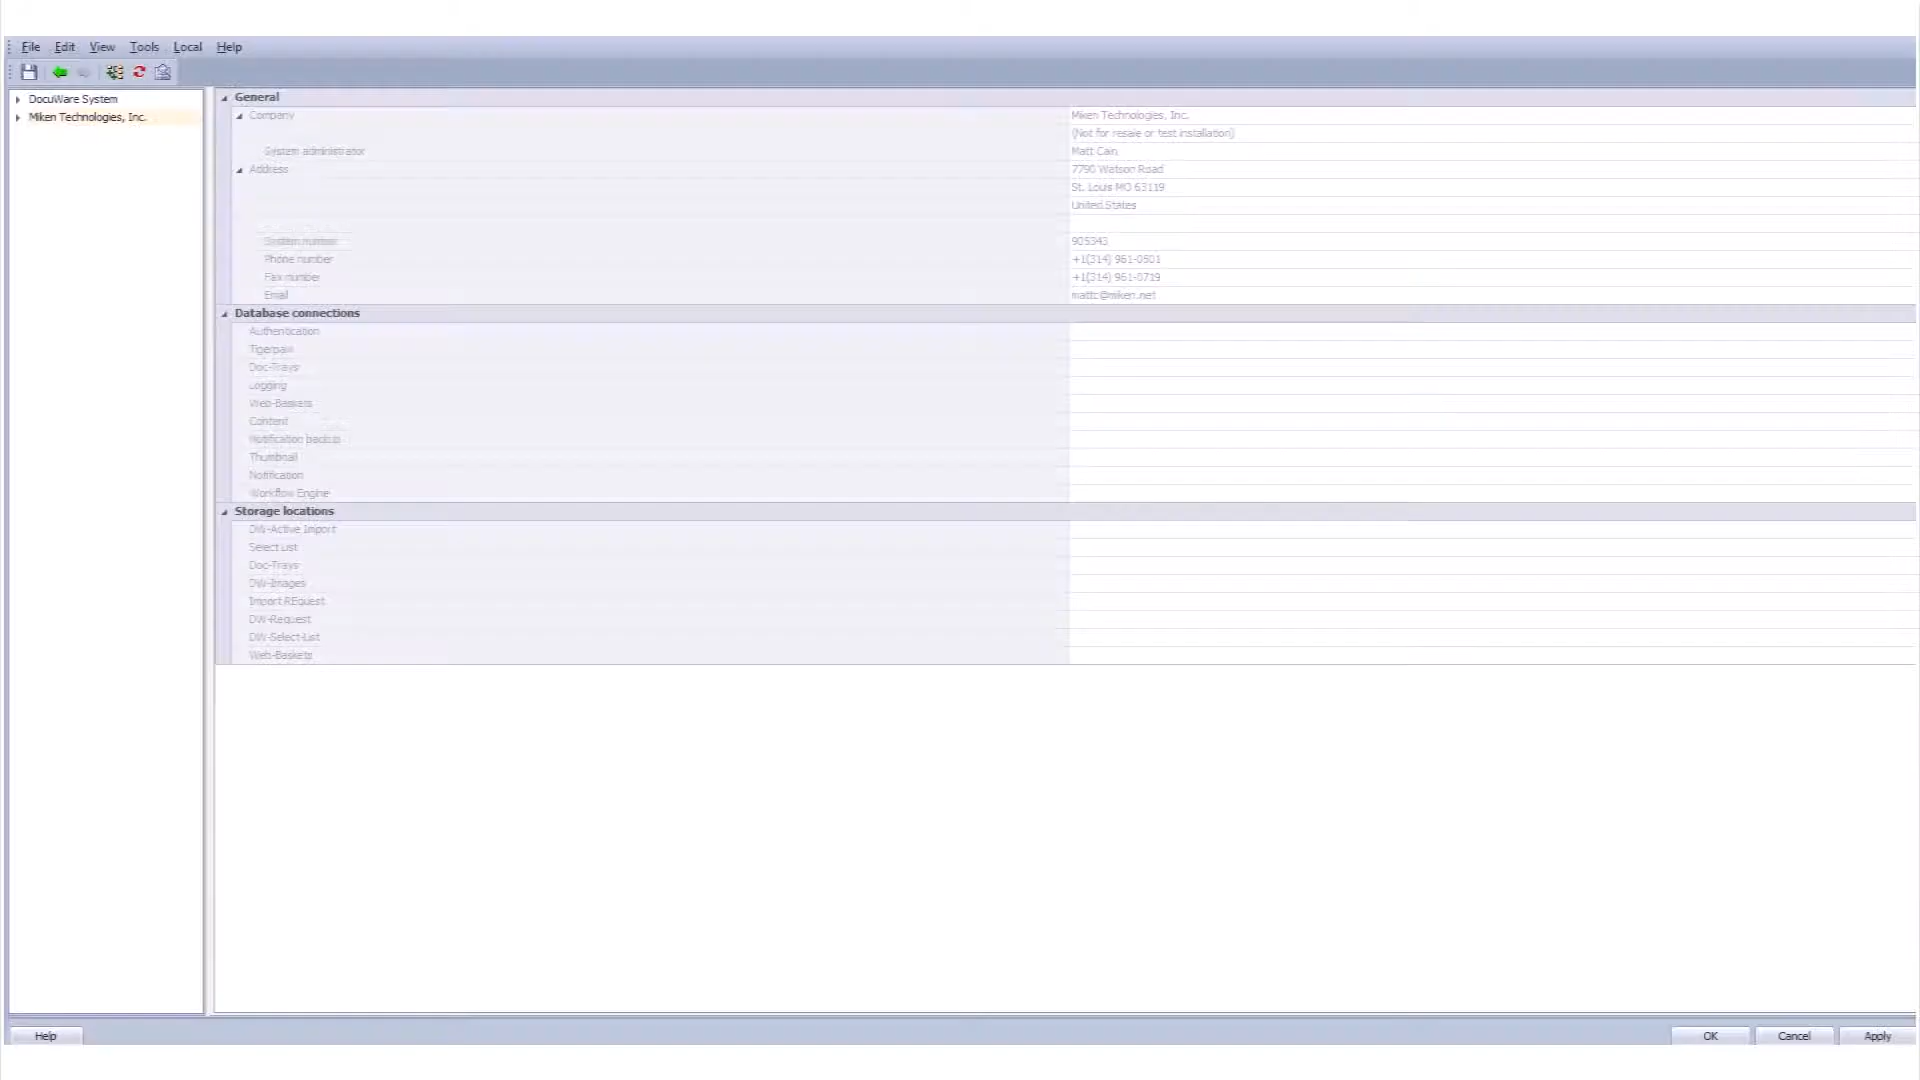 File Edit View Tools Local Help
DocuWare System
Miken Technologies, Inc.
General
Company Miken Technologies, Inc.
(Not for resale or test installation)
System administrator Matt Cain
Address 7790 Watson Road
St. Louis MO 63119
United States
System number 905343
Phone number +1(314) 961-0501
Fax number +1(314) 961-0719
Email mattc@miken.net
Database connections
Authentication
Tigerpaw
Doc-Trays
Logging
Web-Baskets
Content
Notification backup
Thumbnail
Notification
Workflow Engine
Storage locations
DW-Active Import
Select List
Doc-Trays
DW-Images
Import REquest
DW-Request
DW-Select-List
Web-Baskets
Help OK Cancel Apply